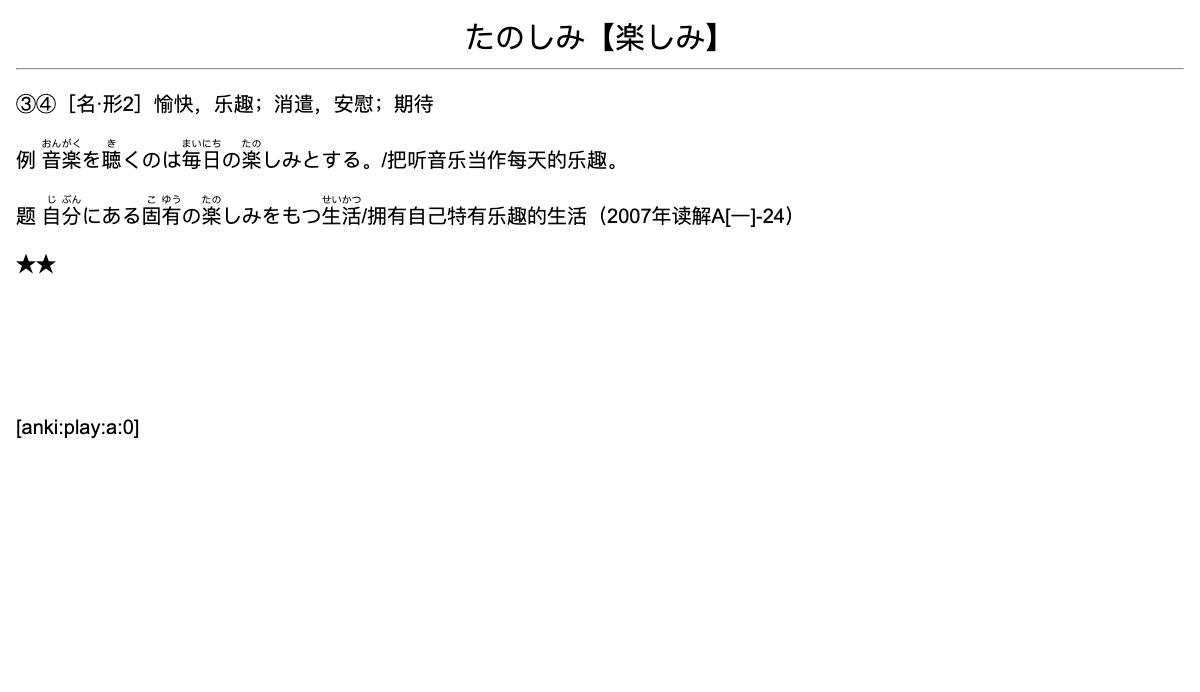 たのしみ【楽しみ】
③④［名·形2］愉快，乐趣；消遣，安慰；期待
おんがく き まいにち たの
例 音楽を聴くのは毎日の楽しみとする。/把听音乐当作每天的乐趣。
じ ぶん こ ゆう たの せいかつ
题 自分にある固有の楽しみをもつ生活/拥有自己特有乐趣的生活（2007年读解A[一]-24）
★★
[anki:play:a:0]